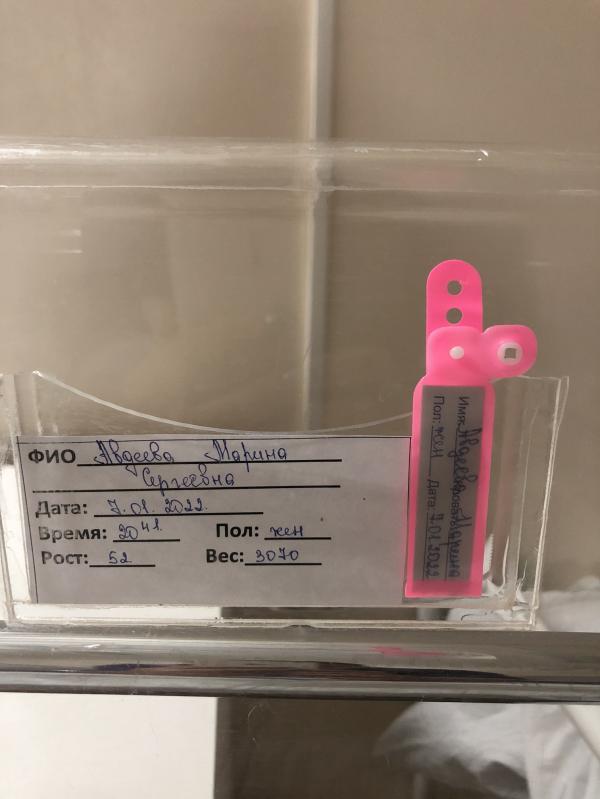 ФИО Авдеева Марина
Сергеевна
Дата: 7.01.2022
Время: 20 41. Пол: жен
Рост: 52 Вес: 3070
Имя: Авдеева Марина
Пол: жен Дата: 7.01.2022